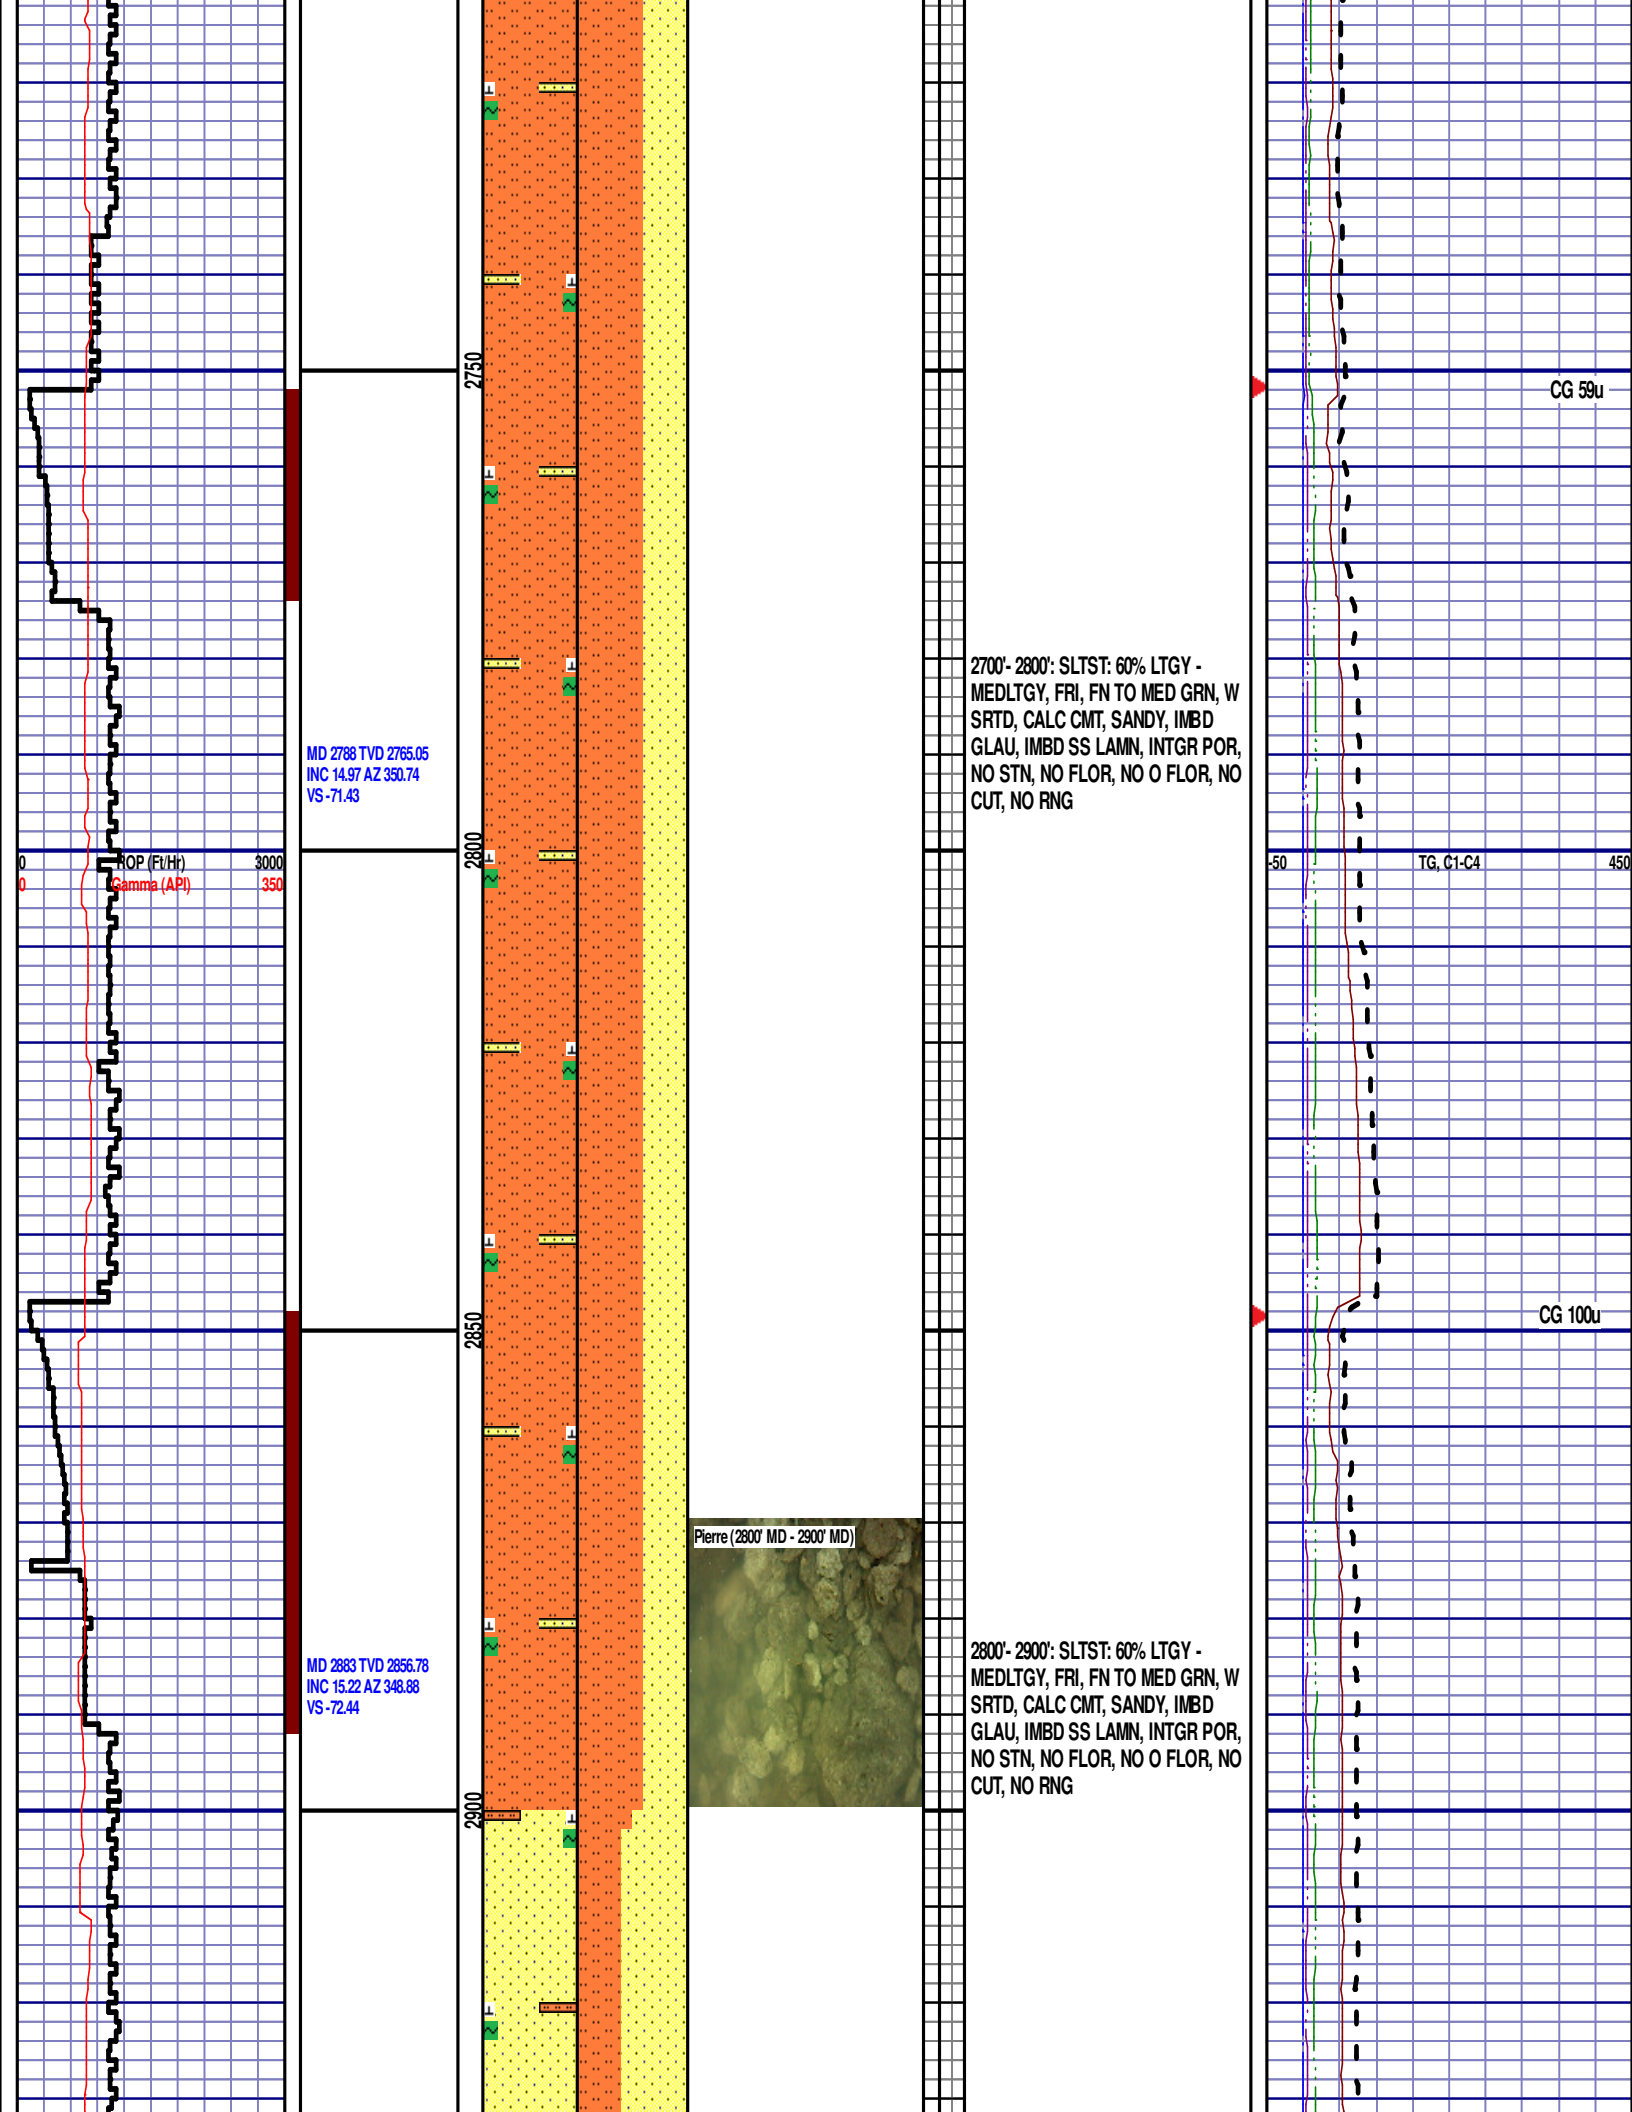 2750
CG 59u
2700'- 2800': SLTST: 60% LTGY -
MEDLTGY, FRI, FN TO MED GRN, W
SRTD, CALC CMT, SANDY, IMBD
GLAU, IMBD SS LAMN, INTGR POR,
NO STN, NO FLOR, NO O FLOR, NO
CUT, NO RNG
MD 2788 TVD 2765.05
INC 14.97 AZ 350.74
VS -71.43
2800
0 ROP (Ft/Hr) 3000
0 Gamma (API) 350
-50 TG, C1-C4 450
CG 100u
2850
Pierre (2800' MD - 2900' MD)
2800'- 2900': SLTST: 60% LTGY -
MEDLTGY, FRI, FN TO MED GRN, W
SRTD, CALC CMT, SANDY, IMBD
GLAU, IMBD SS LAMN, INTGR POR,
NO STN, NO FLOR, NO O FLOR, NO
CUT, NO RNG
MD 2883 TVD 2856.78
INC 15.22 AZ 348.88
VS -72.44
2900